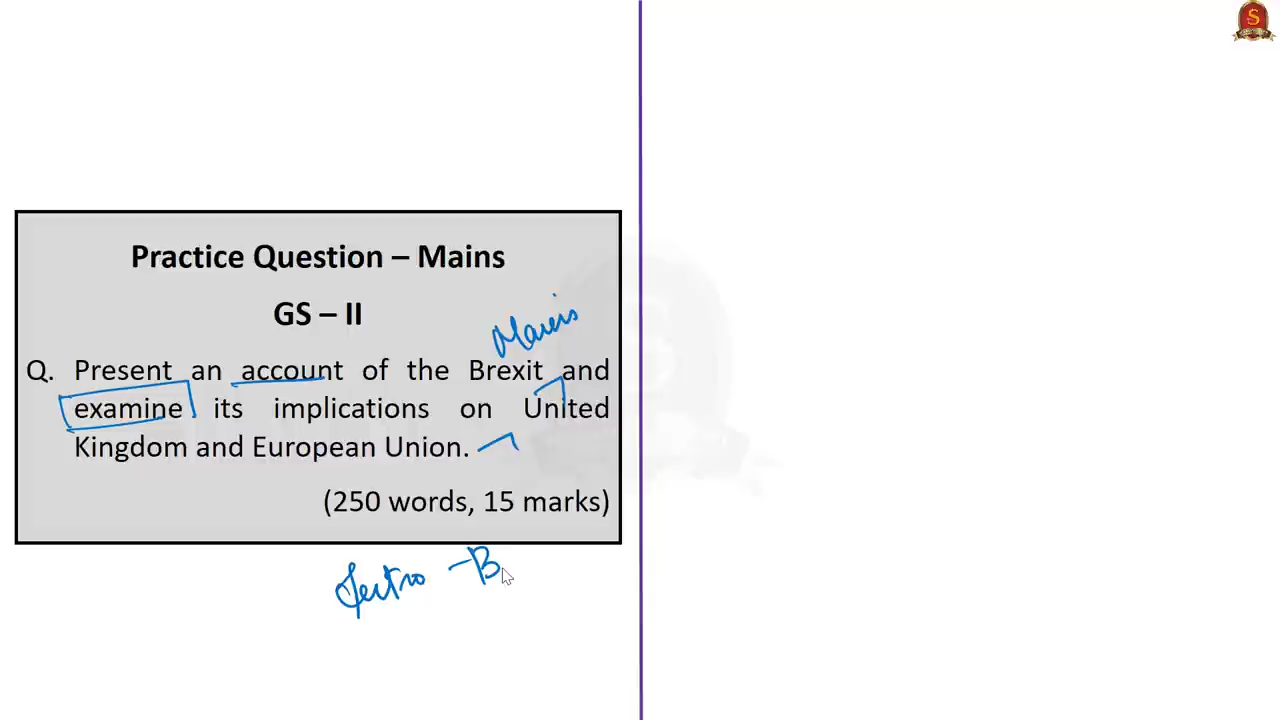 Practice Question – Mains
GS – II
Mains
Q. Present an account of the Brexit and
examine its implications on United
Kingdom and European Union.
(250 words, 15 marks)
Intro - B